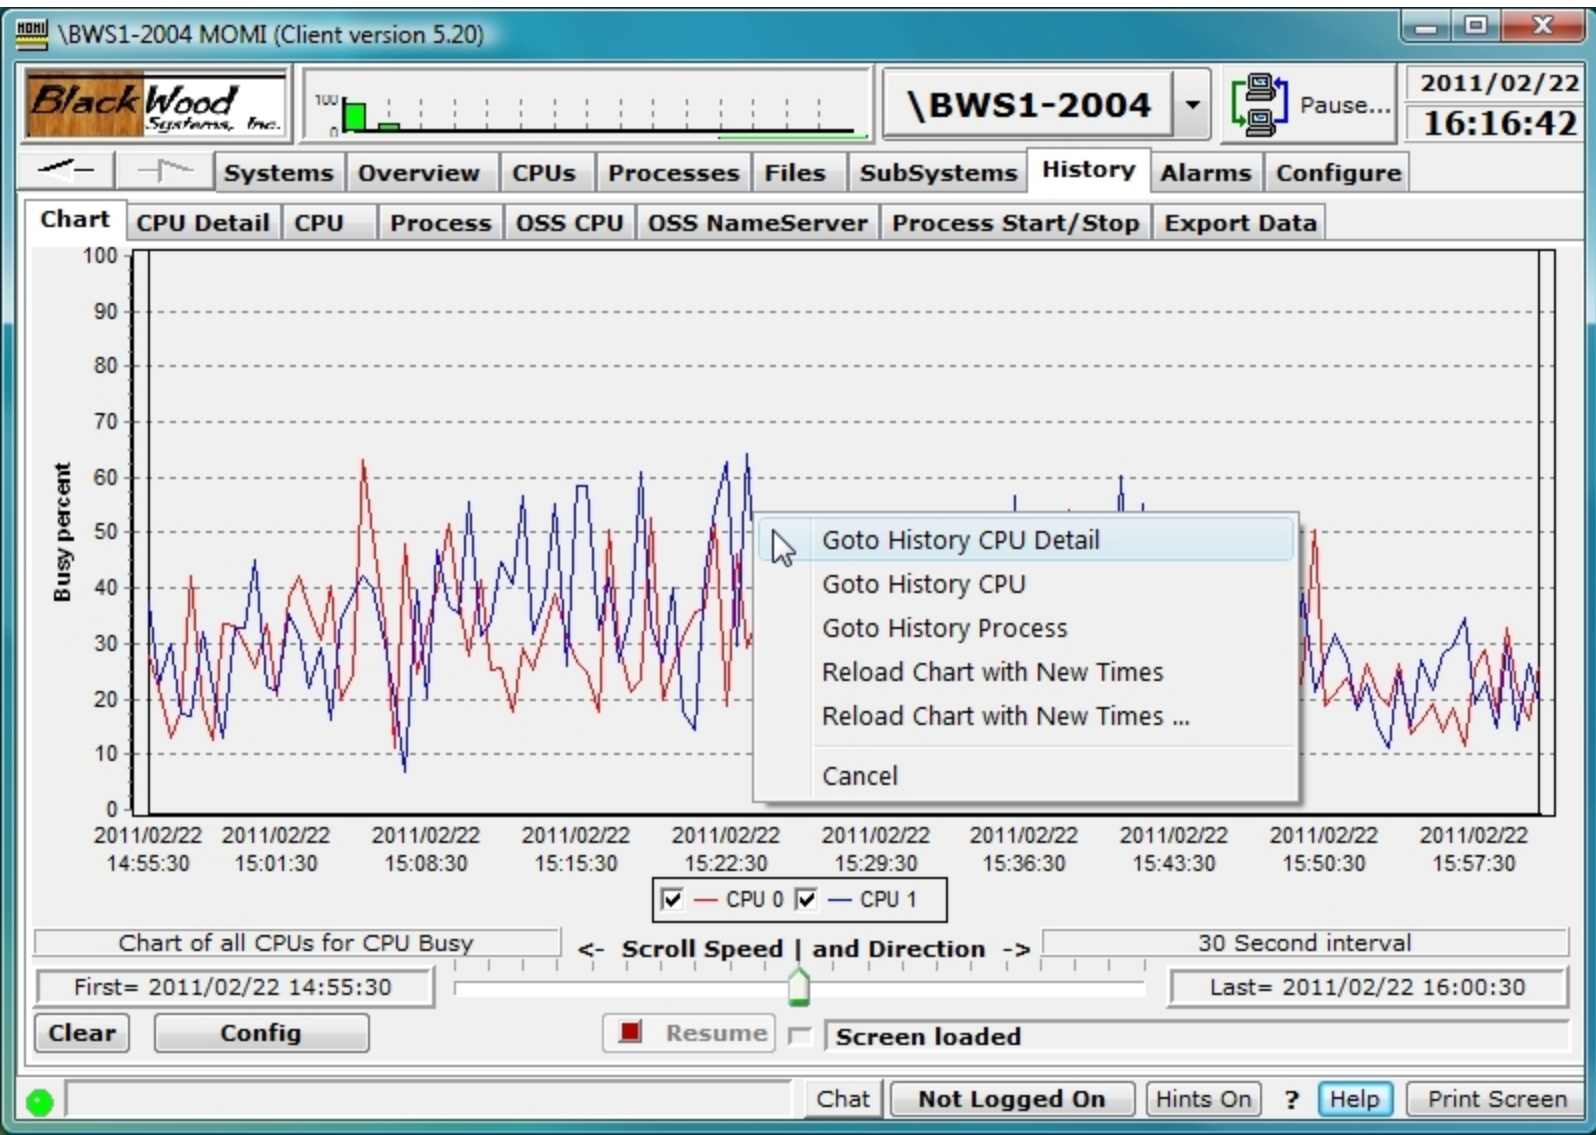 MOMI
\BWS1-2004 MOMI (Client version 5.20)
BlackWood
Systems, Inc.
100
0
\BWS1-2004
Pause...
2011/02/22
16:16:42
Systems Overview CPUs Processes Files SubSystems History Alarms Configure
Chart CPU Detail CPU Process OSS CPU OSS NameServer Process Start/Stop Export Data
Busy percent
100
90
80
70
60
50
40
30
20
10
0
Goto History CPU Detail
Goto History CPU
Goto History Process
Reload Chart with New Times
Reload Chart with New Times ...
Cancel
2011/02/22 2011/02/22 2011/02/22 2011/02/22 2011/02/22 2011/02/22 2011/02/22 2011/02/22 2011/02/22 2011/02/22
14:55:30 15:01:30 15:08:30 15:15:30 15:22:30 15:29:30 15:36:30 15:43:30 15:50:30 15:57:30
CPU 0 CPU 1
Chart of all CPUs for CPU Busy <- Scroll Speed | and Direction -> 30 Second interval
First= 2011/02/22 14:55:30 Last= 2011/02/22 16:00:30
Clear Config Resume Screen loaded
Chat Not Logged On Hints On ? Help Print Screen